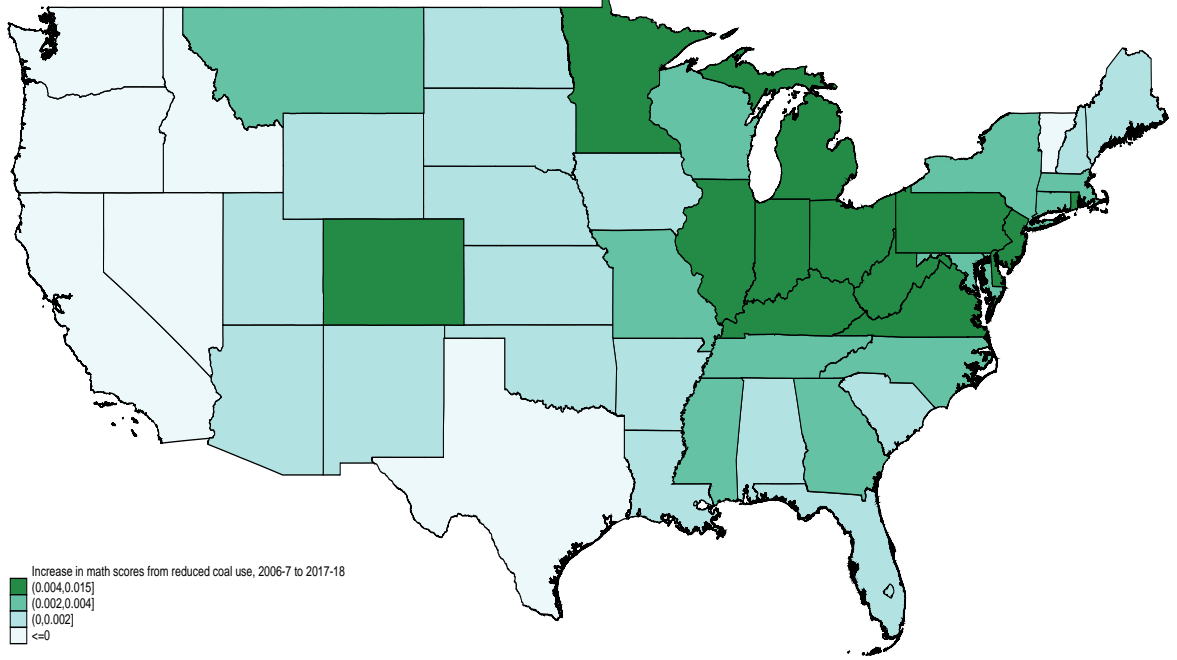 Increase in math scores from reduced coal use, 2006-7 to 2017-18
(0.004,0.015]
(0.002,0.004]
(0,0.002]
<=0